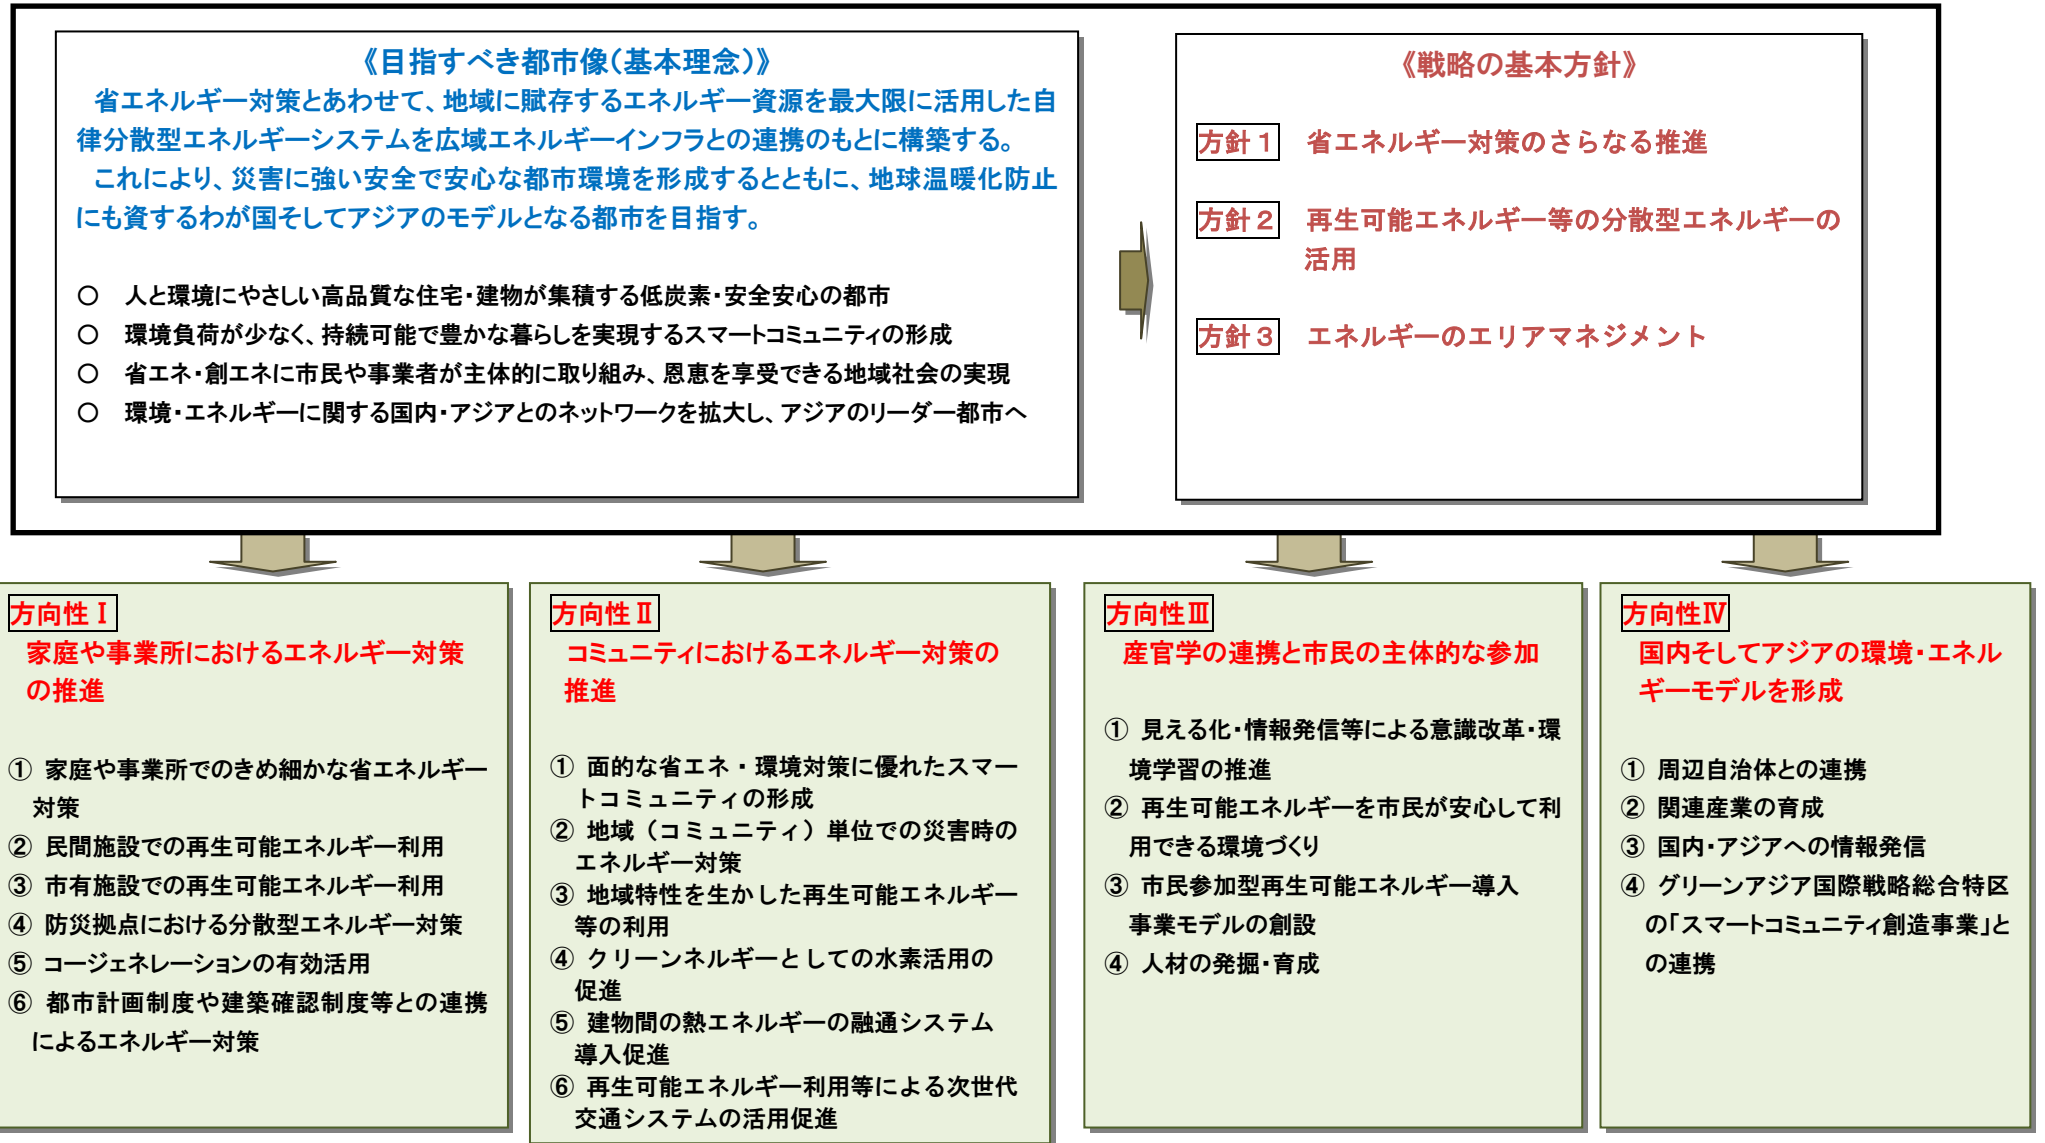 《目指すべき都市像(基本理念)》
省エネルギー対策とあわせて、地域に賦存するエネルギー資源を最大限に活用した自
律分散型エネルギーシステムを広域エネルギーインフラとの連携のもとに構築する。
これにより、災害に強い安全で安心な都市環境を形成するとともに、地球温暖化防止
にも資するわが国そしてアジアのモデルとなる都市を目指す。
○ 人と環境にやさしい高品質な住宅・建物が集積する低炭素・安全安心の都市
○ 環境負荷が少なく、持続可能で豊かな暮らしを実現するスマートコミュニティの形成
○ 省エネ・創エネに市民や事業者が主体的に取り組み、恩恵を享受できる地域社会の実現
○ 環境・エネルギーに関する国内・アジアとのネットワークを拡大し、アジアのリーダー都市へ
《戦略の基本方針》
方針1 省エネルギー対策のさらなる推進
方針2 再生可能エネルギー等の分散型エネルギーの
活用
方針3 エネルギーのエリアマネジメント
方向性Ⅰ
家庭や事業所におけるエネルギー対策
の推進
① 家庭や事業所でのきめ細かな省エネルギー
対策
② 民間施設での再生可能エネルギー利用
③ 市有施設での再生可能エネルギー利用
④ 防災拠点における分散型エネルギー対策
⑤ コージェネレーションの有効活用
⑥ 都市計画制度や建築確認制度等との連携
によるエネルギー対策
方向性Ⅱ
コミュニティにおけるエネルギー対策の
推進
① 面的な省エネ・環境対策に優れたスマー
トコミュニティの形成
② 地域（コミュニティ）単位での災害時の
エネルギー対策
③ 地域特性を生かした再生可能エネルギー
等の利用
④ クリーンネルギーとしての水素活用の
促進
⑤ 建物間の熱エネルギーの融通システム
導入促進
⑥ 再生可能エネルギー利用等による次世代
交通システムの活用促進
方向性Ⅲ
産官学の連携と市民の主体的な参加
① 見える化・情報発信等による意識改革・環
境学習の推進
② 再生可能エネルギーを市民が安心して利
用できる環境づくり
③ 市民参加型再生可能エネルギー導入
事業モデルの創設
④ 人材の発掘・育成
方向性Ⅳ
国内そしてアジアの環境・エネル
ギーモデルを形成
① 周辺自治体との連携
② 関連産業の育成
③ 国内・アジアへの情報発信
④ グリーンアジア国際戦略総合特区
の「スマートコミュニティ創造事業」と
の連携